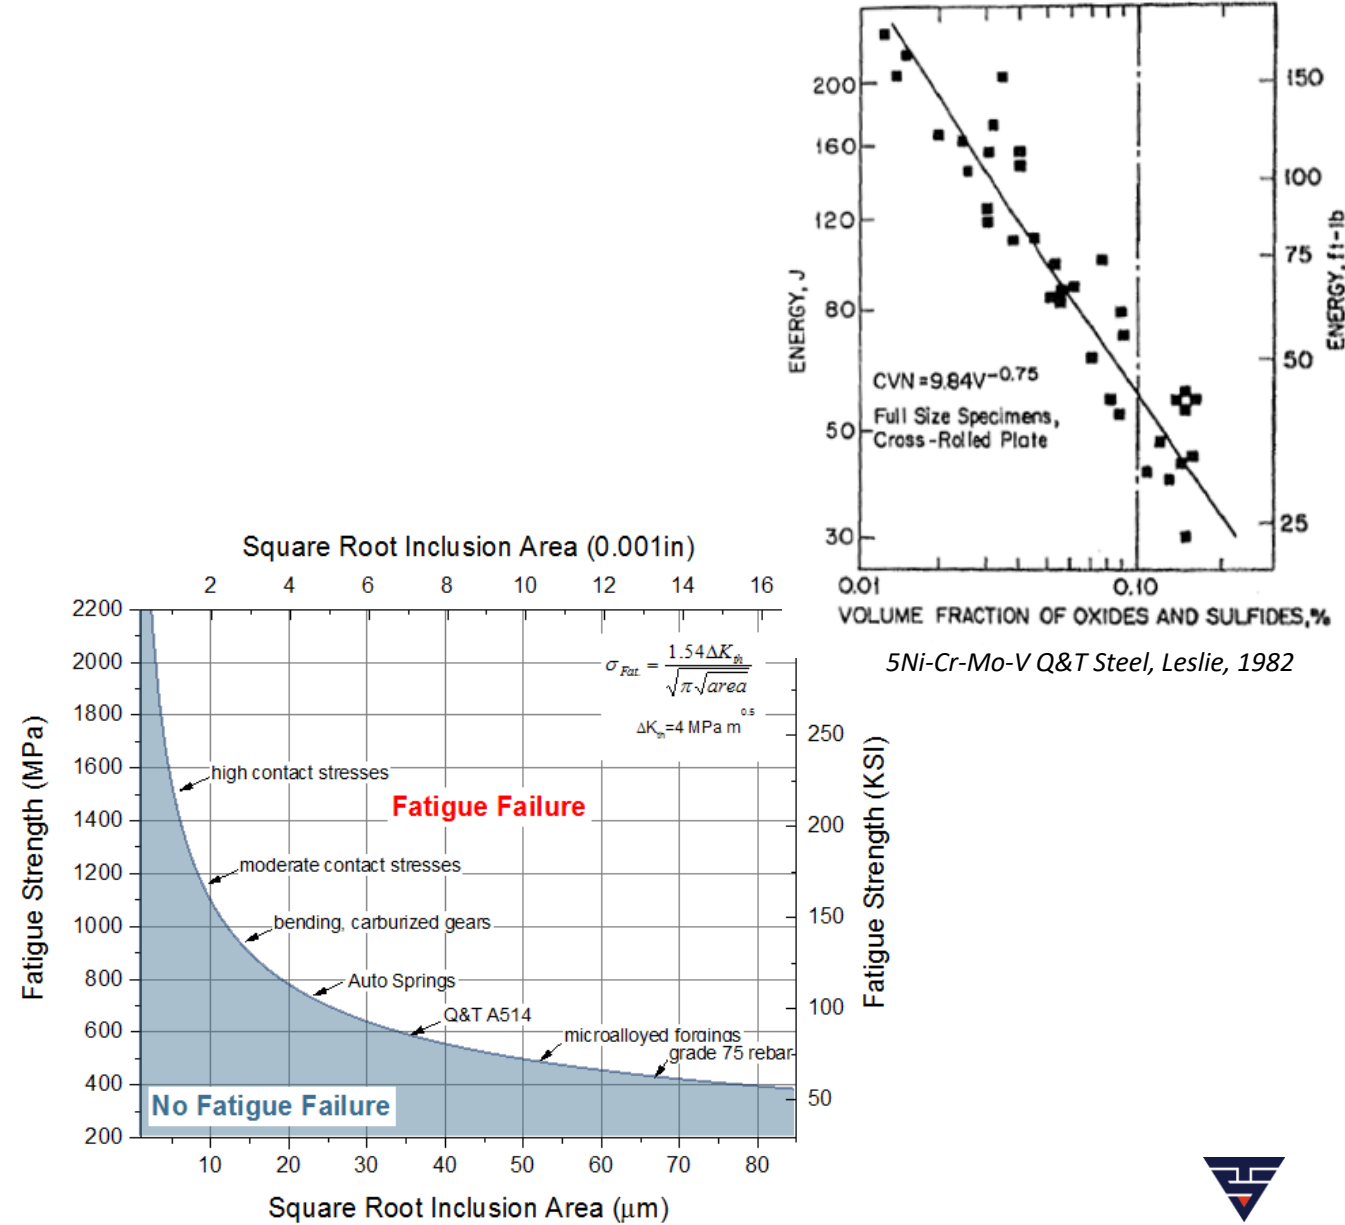 200
160
120
80
50
30
ENERGY, J
150
100
75
50
25
ENERGY, ft-lb
CVN = 9.84V^-0.75
Full Size Specimens,
Cross-Rolled Plate
0.01 0.10
VOLUME FRACTION OF OXIDES AND SULFIDES,%
5Ni-Cr-Mo-V Q&T Steel, Leslie, 1982
Square Root Inclusion Area (0.001in)
2 4 6 8 10 12 14 16
2200
2000
1800
1600
1400
1200
1000
800
600
400
200
Fatigue Strength (MPa)
σ Fat. = 1.54ΔK th / √π√area
ΔK th =4 MPa m 0.5
high contact stresses
Fatigue Failure
moderate contact stresses
bending, carburized gears
Auto Springs
Q&T A514
microalloyed forgings
grade 75 rebar
No Fatigue Failure
250
200
150
100
50
Fatigue Strength (KSI)
10 20 30 40 50 60 70 80
Square Root Inclusion Area (μm)